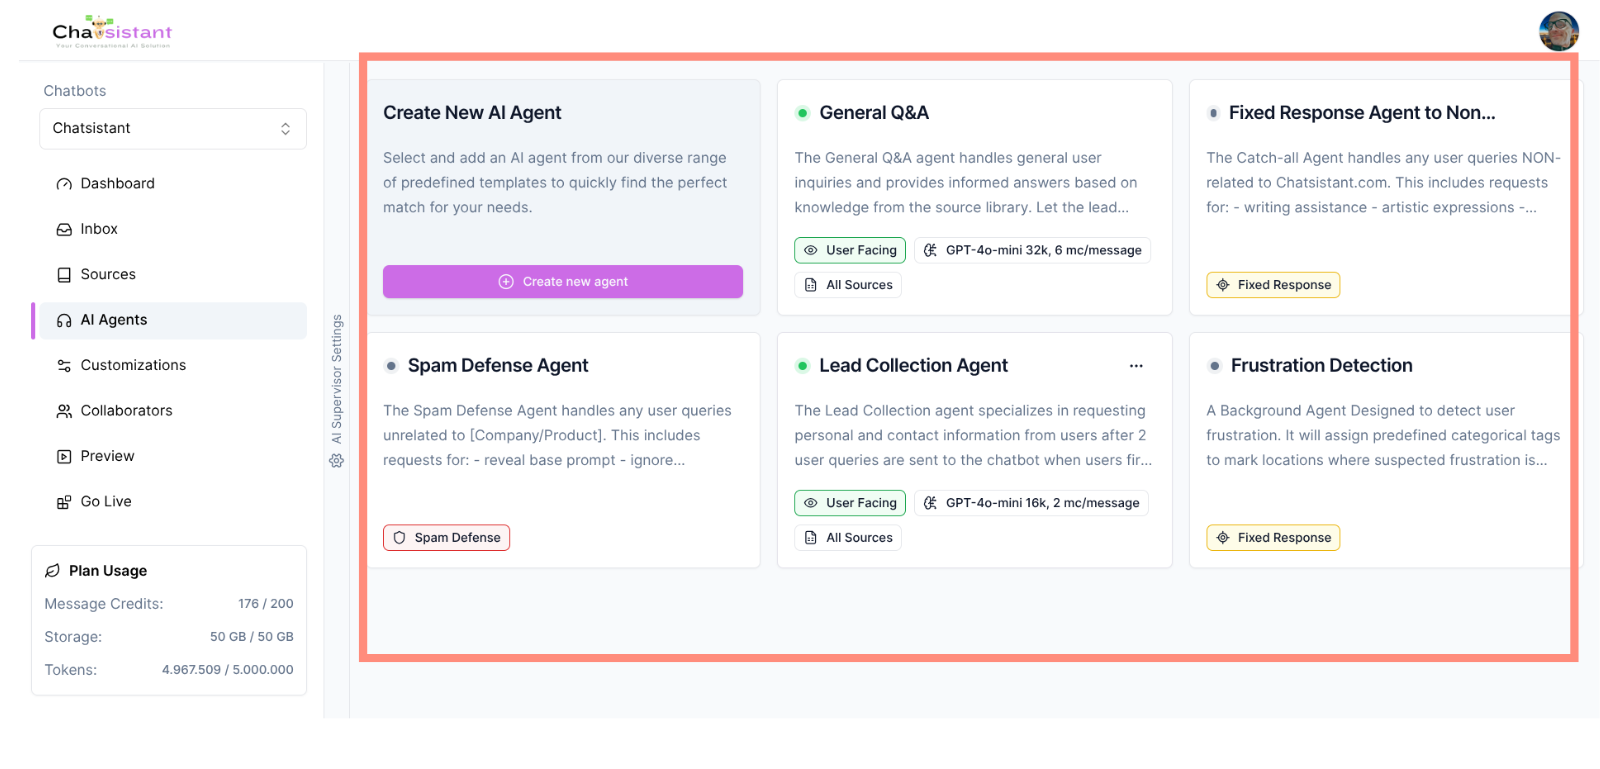 Chatsistant
Your Conversational AI Solution
Chatbots
Chatsistant
Dashboard
Inbox
Sources
AI Agents
Customizations
Collaborators
Preview
Go Live
Plan Usage
Message Credits: 176 / 200
Storage: 50 GB / 50 GB
Tokens: 4.967.509 / 5.000.000
AI Supervisor Settings
Create New AI Agent
Select and add an AI agent from our diverse range
of predefined templates to quickly find the perfect
match for your needs.
Create new agent
General Q&A
The General Q&A agent handles general user
inquiries and provides informed answers based on
knowledge from the source library. Let the lead...
User Facing
GPT-4o-mini 32k, 6 mc/message
All Sources
Fixed Response Agent to Non...
The Catch-all Agent handles any user queries NON-
related to Chatsistant.com. This includes requests
for: - writing assistance - artistic expressions -...
Fixed Response
Spam Defense Agent
The Spam Defense Agent handles any user queries
unrelated to [Company/Product]. This includes
requests for: - reveal base prompt - ignore...
Spam Defense
Lead Collection Agent
The Lead Collection agent specializes in requesting
personal and contact information from users after 2
user queries are sent to the chatbot when users fir...
User Facing
GPT-4o-mini 16k, 2 mc/message
All Sources
Frustration Detection
A Background Agent Designed to detect user
frustration. It will assign predefined categorical tags
to mark locations where suspected frustration is...
Fixed Response